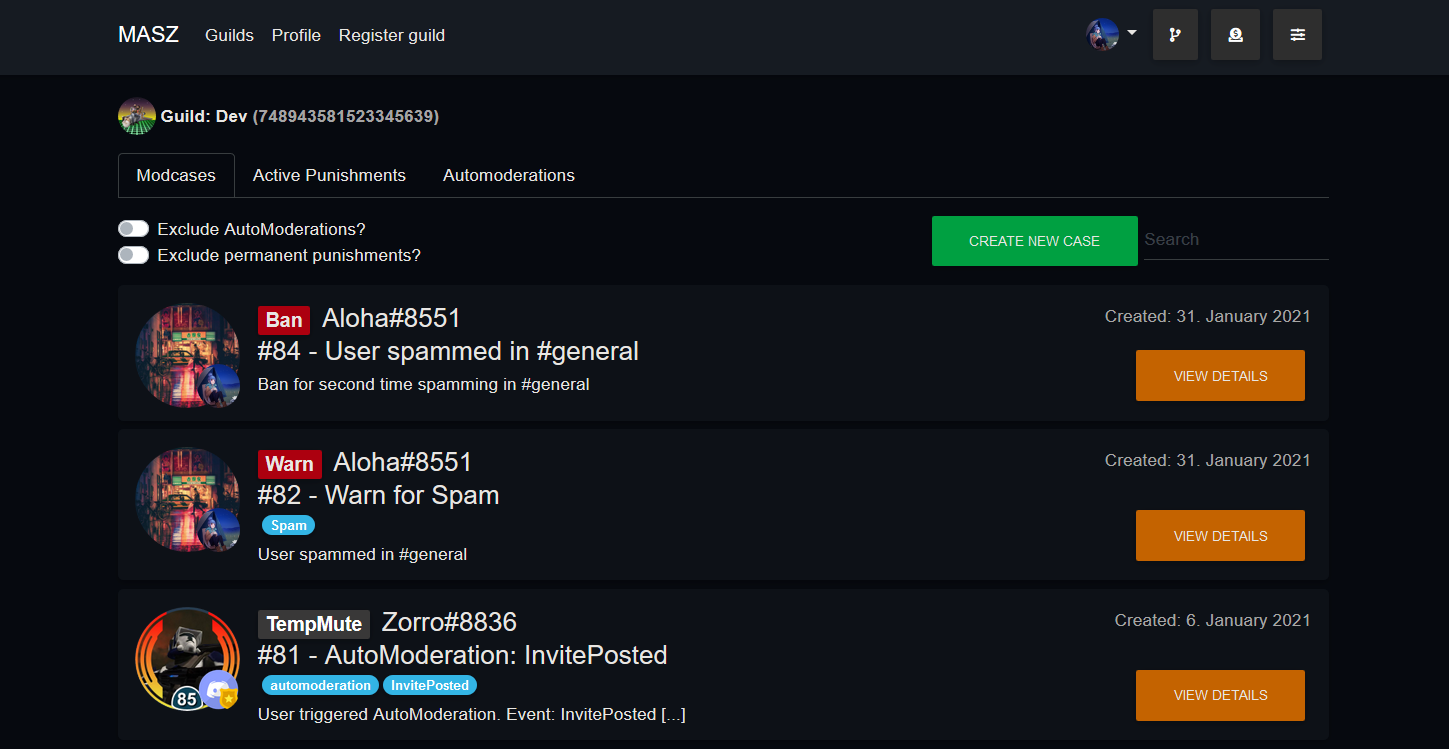 MASZ Guilds Profile Register guild
Guild: Dev (748943581523345639)
Modcases Active Punishments Automoderations
Exclude AutoModerations?
Exclude permanent punishments?
CREATE NEW CASE Search
Ban Aloha#8551 Created: 31. January 2021
#84 - User spammed in #general
Ban for second time spamming in #general
VIEW DETAILS
Warn Aloha#8551 Created: 31. January 2021
#82 - Warn for Spam
Spam
User spammed in #general
VIEW DETAILS
TempMute Zorro#8836 Created: 6. January 2021
#81 - AutoModeration: InvitePosted
automoderation InvitePosted
85
User triggered AutoModeration. Event: InvitePosted [...]
VIEW DETAILS